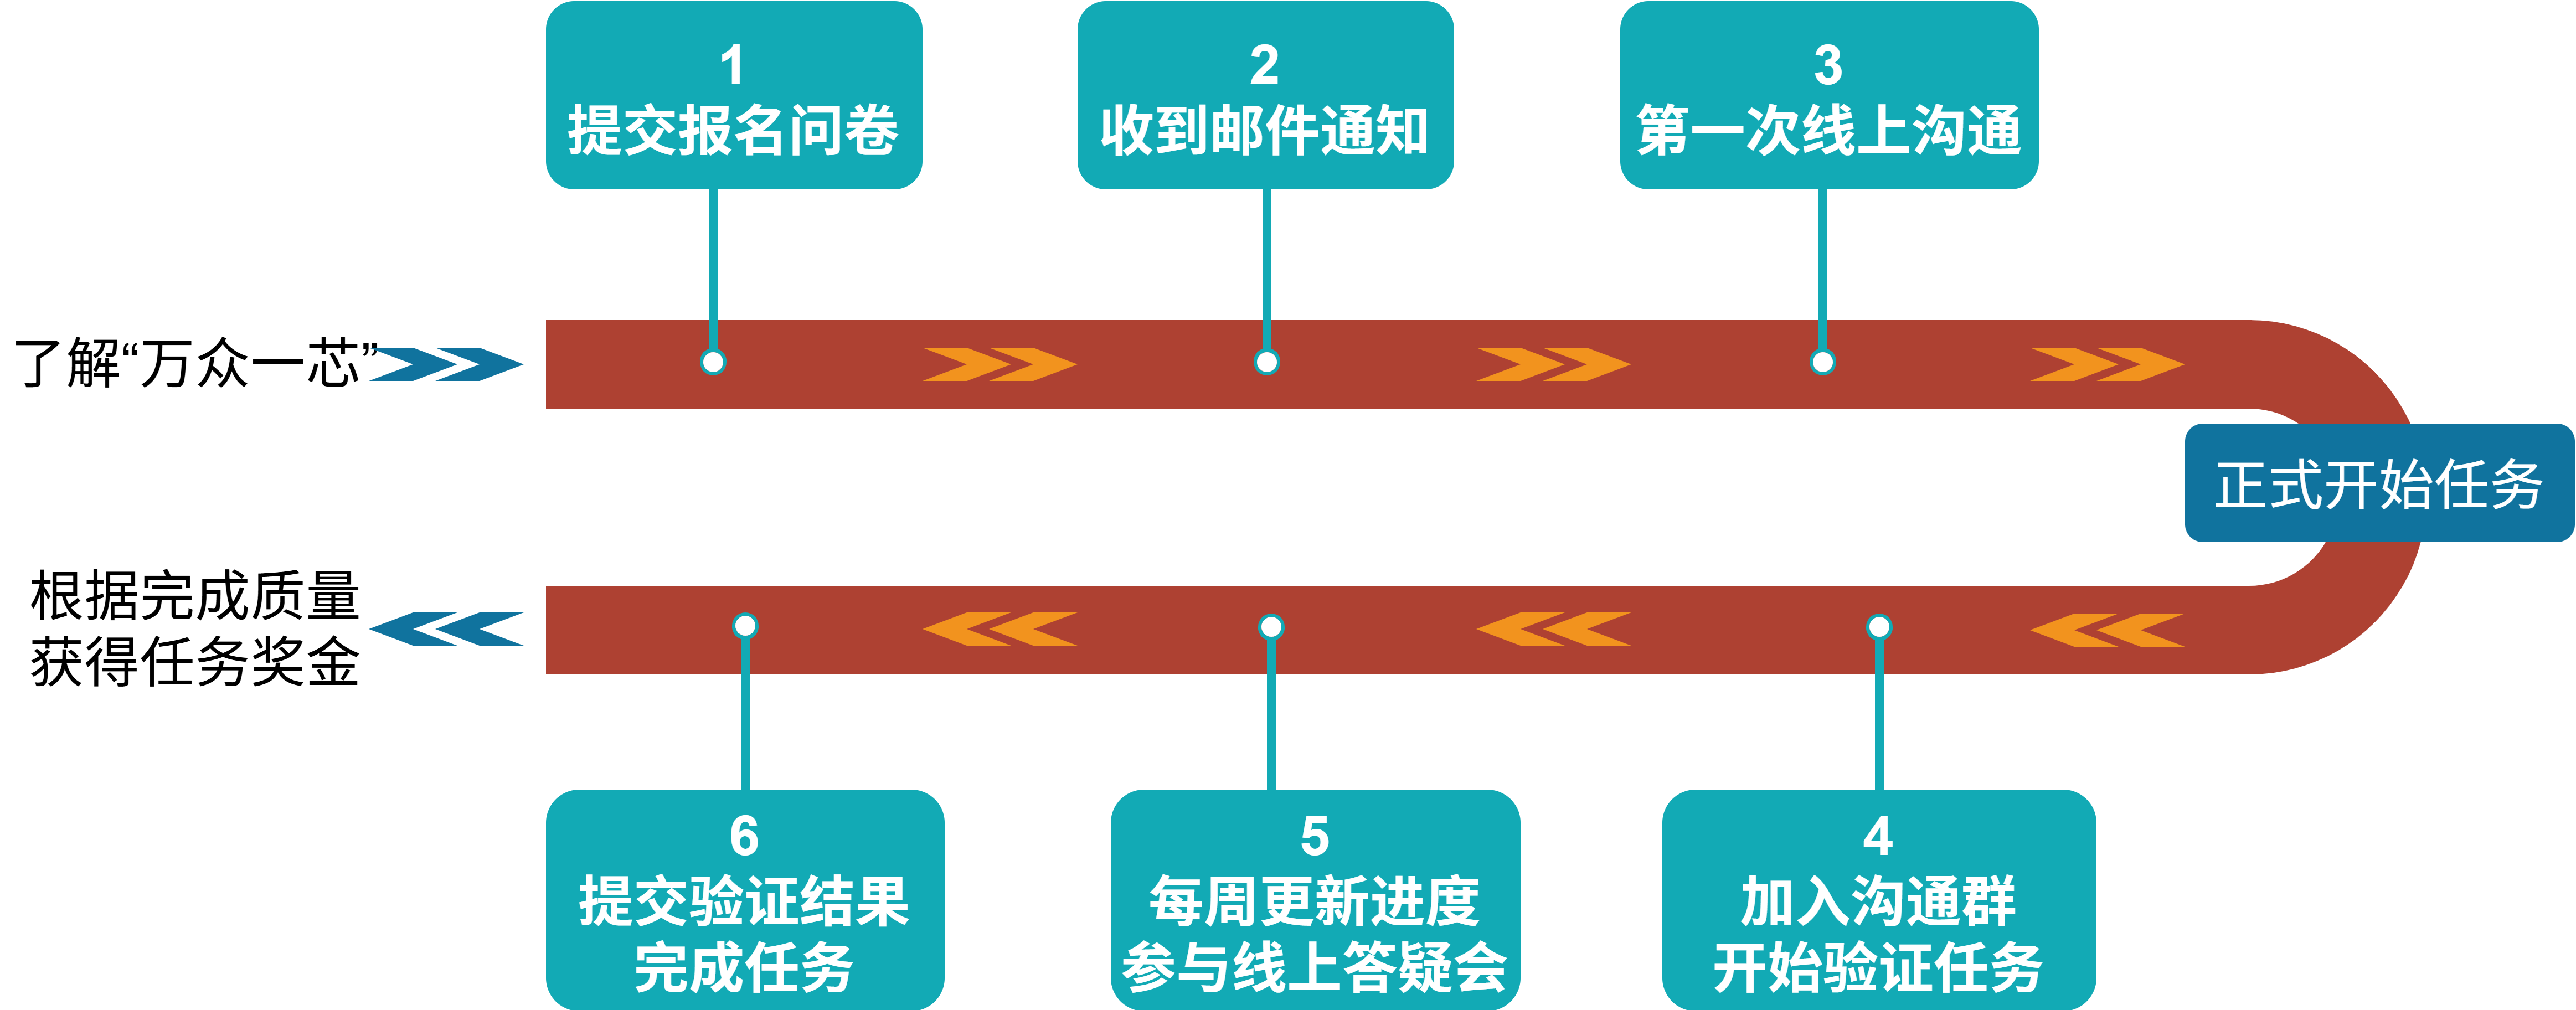 了解“万众一芯”
1
提交报名问卷
2
收到邮件通知
3
第一次线上沟通
正式开始任务
4
加入沟通群
开始验证任务
5
每周更新进度
参与线上答疑会
6
提交验证结果
完成任务
根据完成质量
获得任务奖金